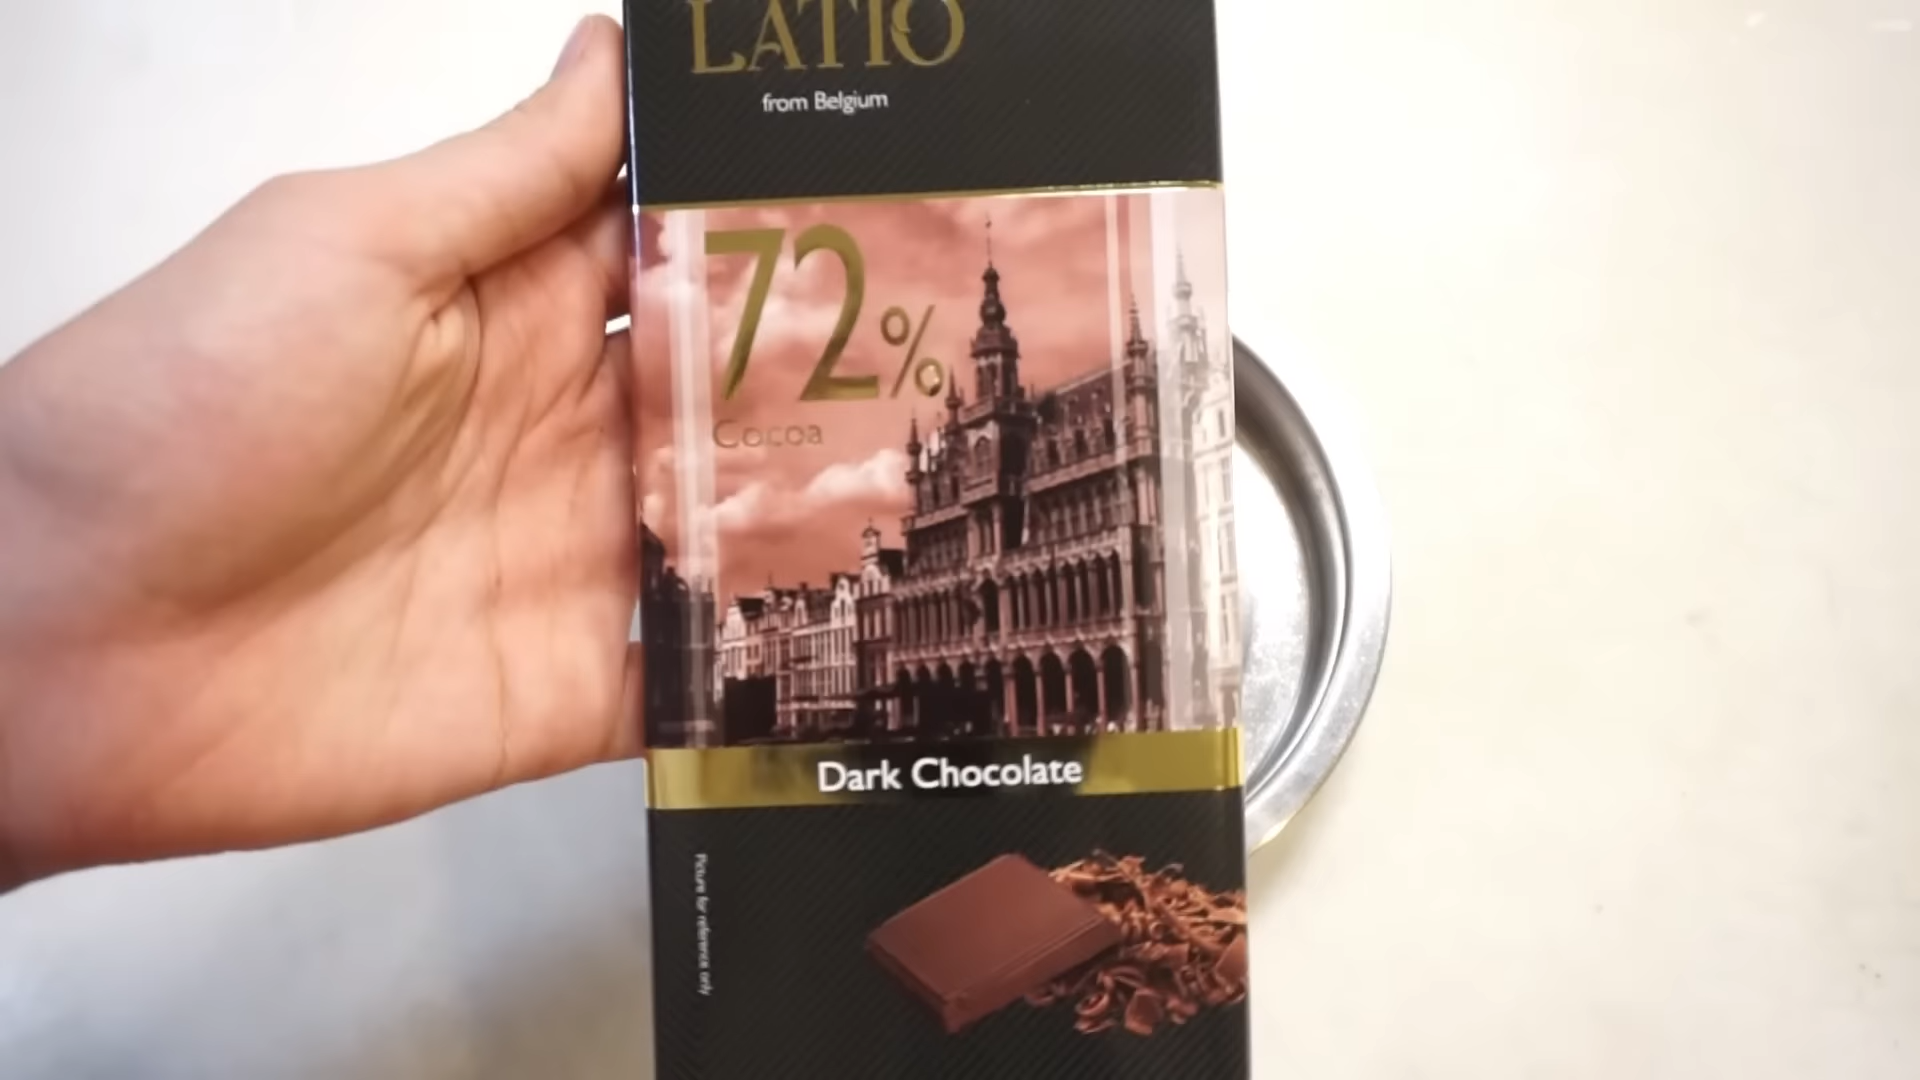 LATIO
from Belgium
72%
Cocoa
Dark Chocolate
Picture for reference only